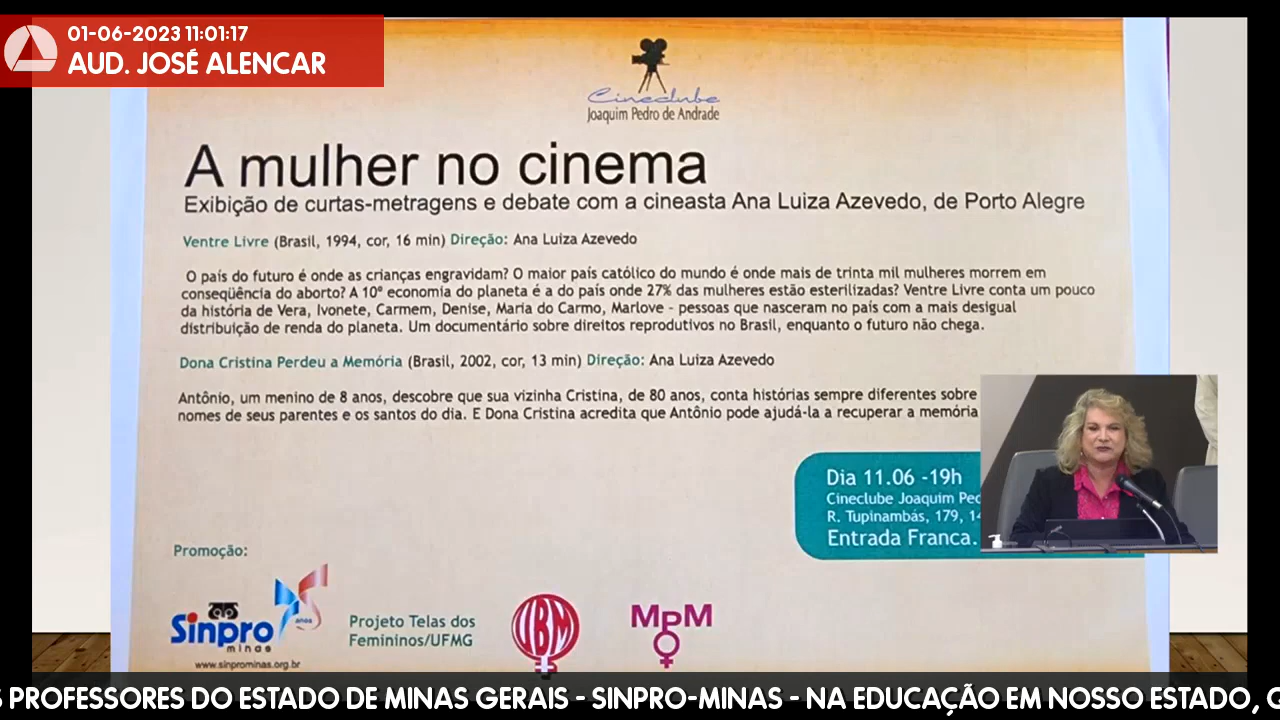 01-06-2023 11:01:17
AUD. JOSÉ ALENCAR
Cineclube
Joaquim Pedro de Andrade
A mulher no cinema
Exibição de curtas-metragens e debate com a cineasta Ana Luiza Azevedo, de Porto Alegre
Ventre Livre (Brasil, 1994, cor, 16 min) Direção: Ana Luiza Azevedo
O país do futuro é onde as crianças engravidam? O maior país católico do mundo é onde mais de trinta mil mulheres morrem em
conseqüência do aborto? A 10ª economia do planeta é a do país onde 27% das mulheres estão esterilizadas? Ventre Livre conta um pouco
da história de Vera, Ivonete, Carmem, Denise, Maria do Carmo, Marlove - pessoas que nasceram no país com a mais desigual
distribuição de renda do planeta. Um documentário sobre direitos reprodutivos no Brasil, enquanto o futuro não chega.
Dona Cristina Perdeu a Memória (Brasil, 2002, cor, 13 min) Direção: Ana Luiza Azevedo
Antônio, um menino de 8 anos, descobre que sua vizinha Cristina, de 80 anos, conta histórias sempre diferentes sobre
nomes de seus parentes e os santos do dia. E Dona Cristina acredita que Antônio pode ajudá-la a recuperar a memória
Dia 11.06 -19h
Cineclube Joaquim Ped
R. Tupinambás, 179, 14
Entrada Franca.
Promoção:
Sinpro
minas
anos
www.sinprominas.org.br
Projeto Telas dos
Femininos/UFMG
UBM
MPM
S PROFESSORES DO ESTADO DE MINAS GERAIS - SINPRO-MINAS - NA EDUCAÇÃO EM NOSSO ESTADO, C